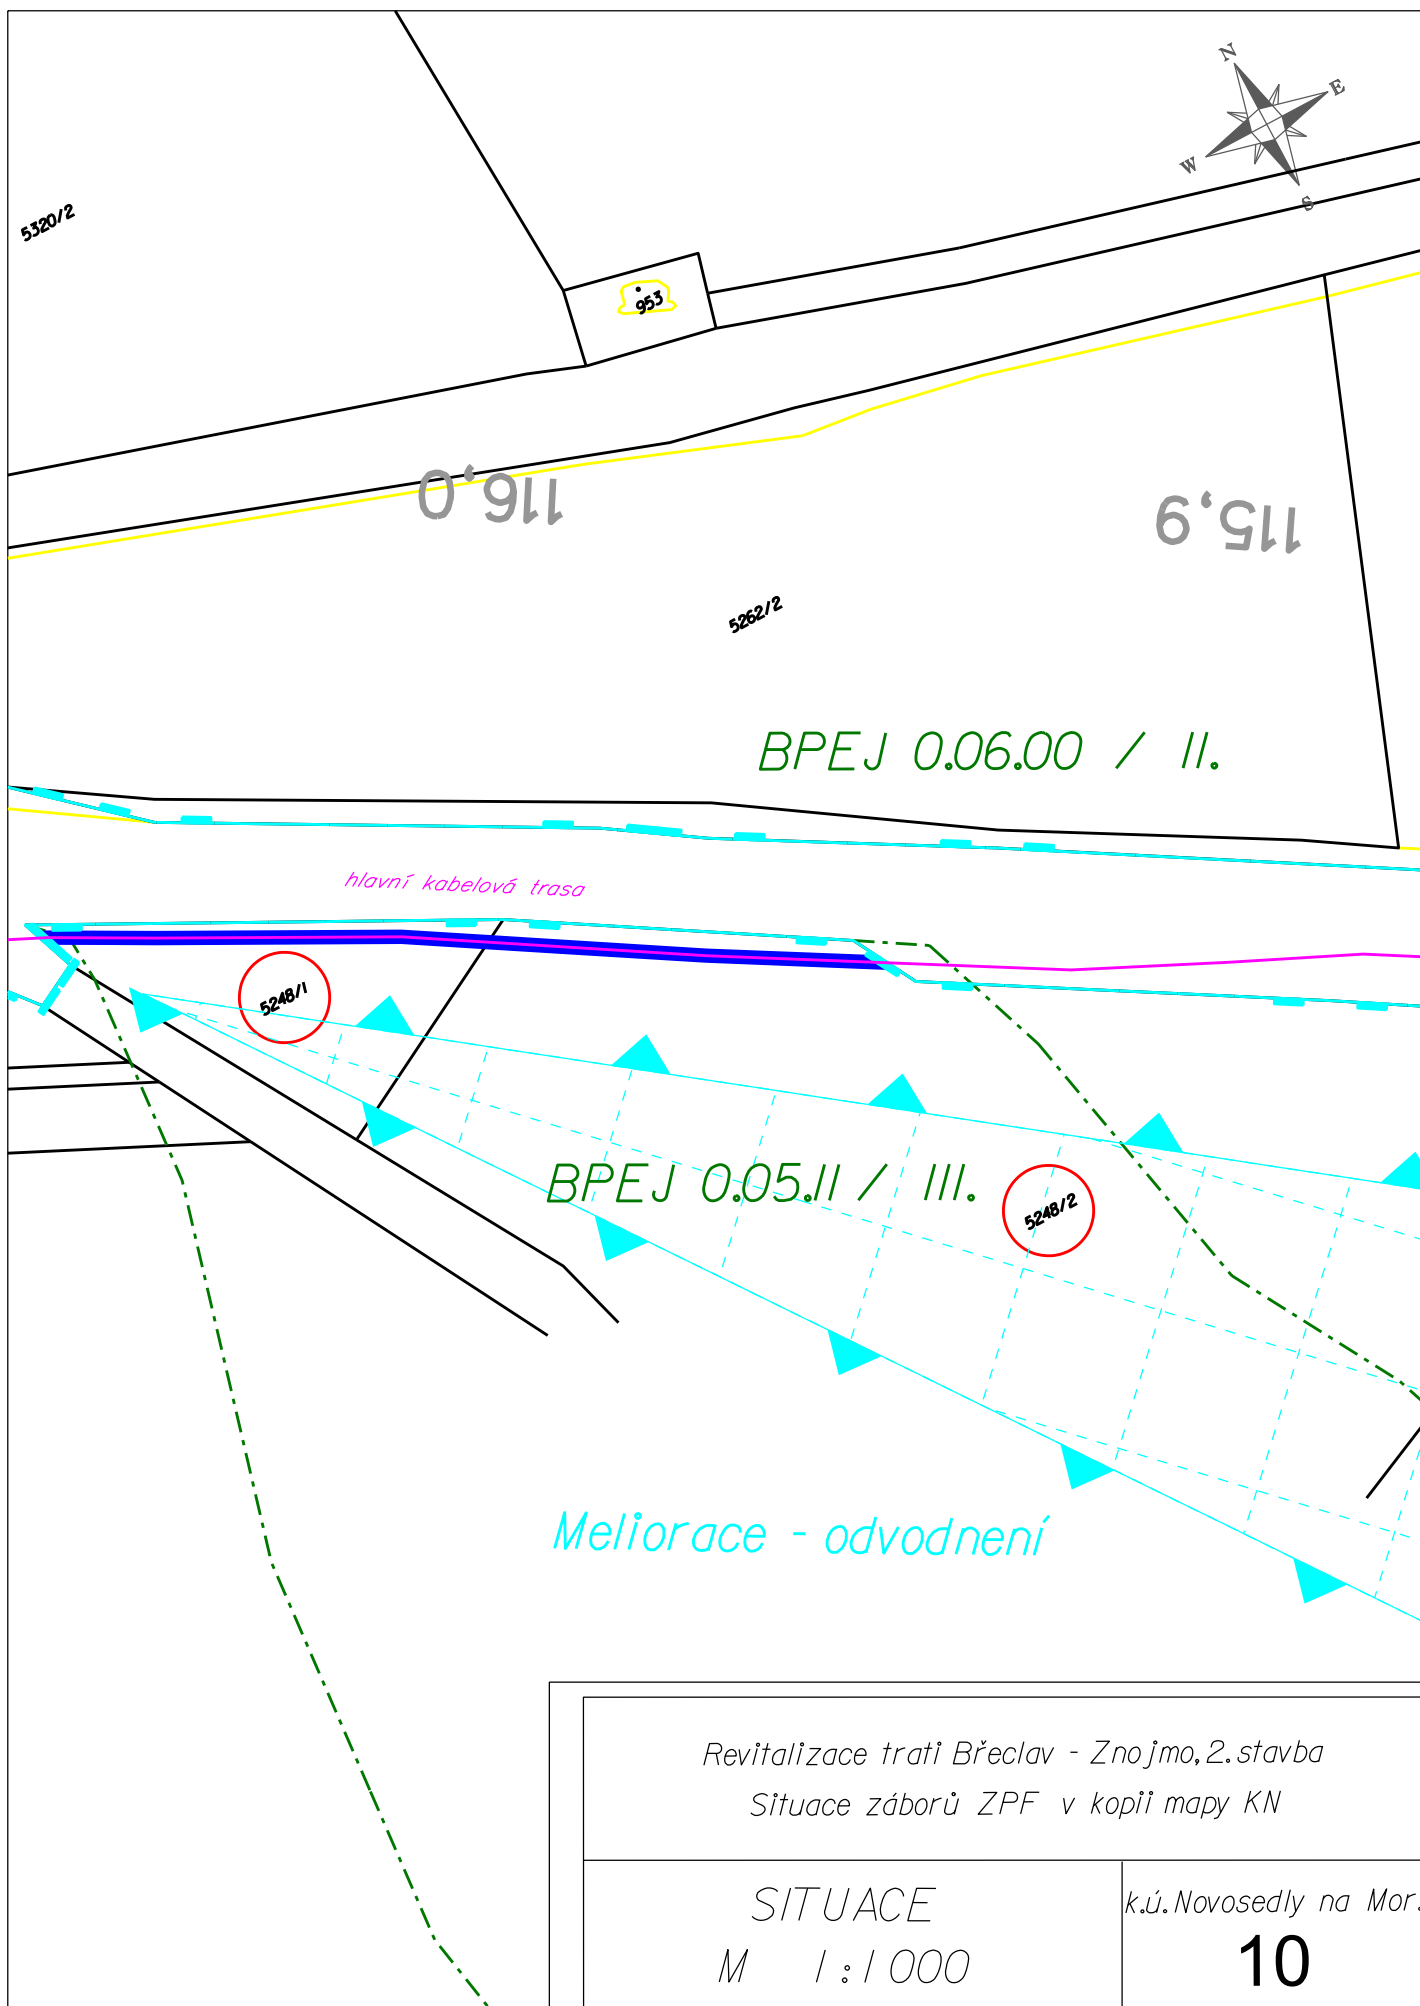 N
E
W
S
5320/2
953
116,0
115,9
5262/2
BPEJ 0.06.00 / II.
hlavní kabelová trasa
5248/1
BPEJ 0.05.11 / III.
5248/2
Meliorace - odvodnení
Revitalizace trati Břeclav - Znojmo, 2. stavba
Situace záborů ZPF v kopii mapy KN
SITUACE
M 1:1000
k.ú. Novosedly na Mor.
10